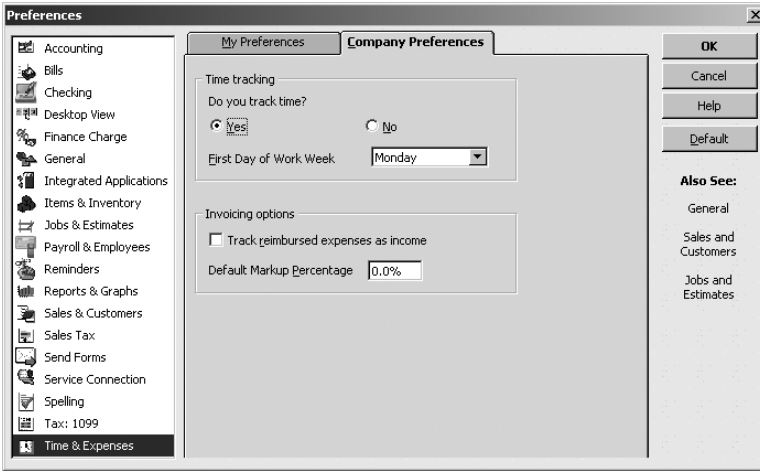 Preferences
Accounting
Bills
Checking
Desktop View
Finance Charge
General
Integrated Applications
Items & Inventory
Jobs & Estimates
Payroll & Employees
Reminders
Reports & Graphs
Sales & Customers
Sales Tax
Send Forms
Service Connection
Spelling
Tax: 1099
Time & Expenses
My Preferences
Company Preferences
Time tracking
Do you track time?
Yes
No
First Day of Work Week
Monday
Invoicing options
Track reimbursed expenses as income
Default Markup Percentage
0.0%
OK
Cancel
Help
Default
Also See:
General
Sales and
Customers
Jobs and
Estimates